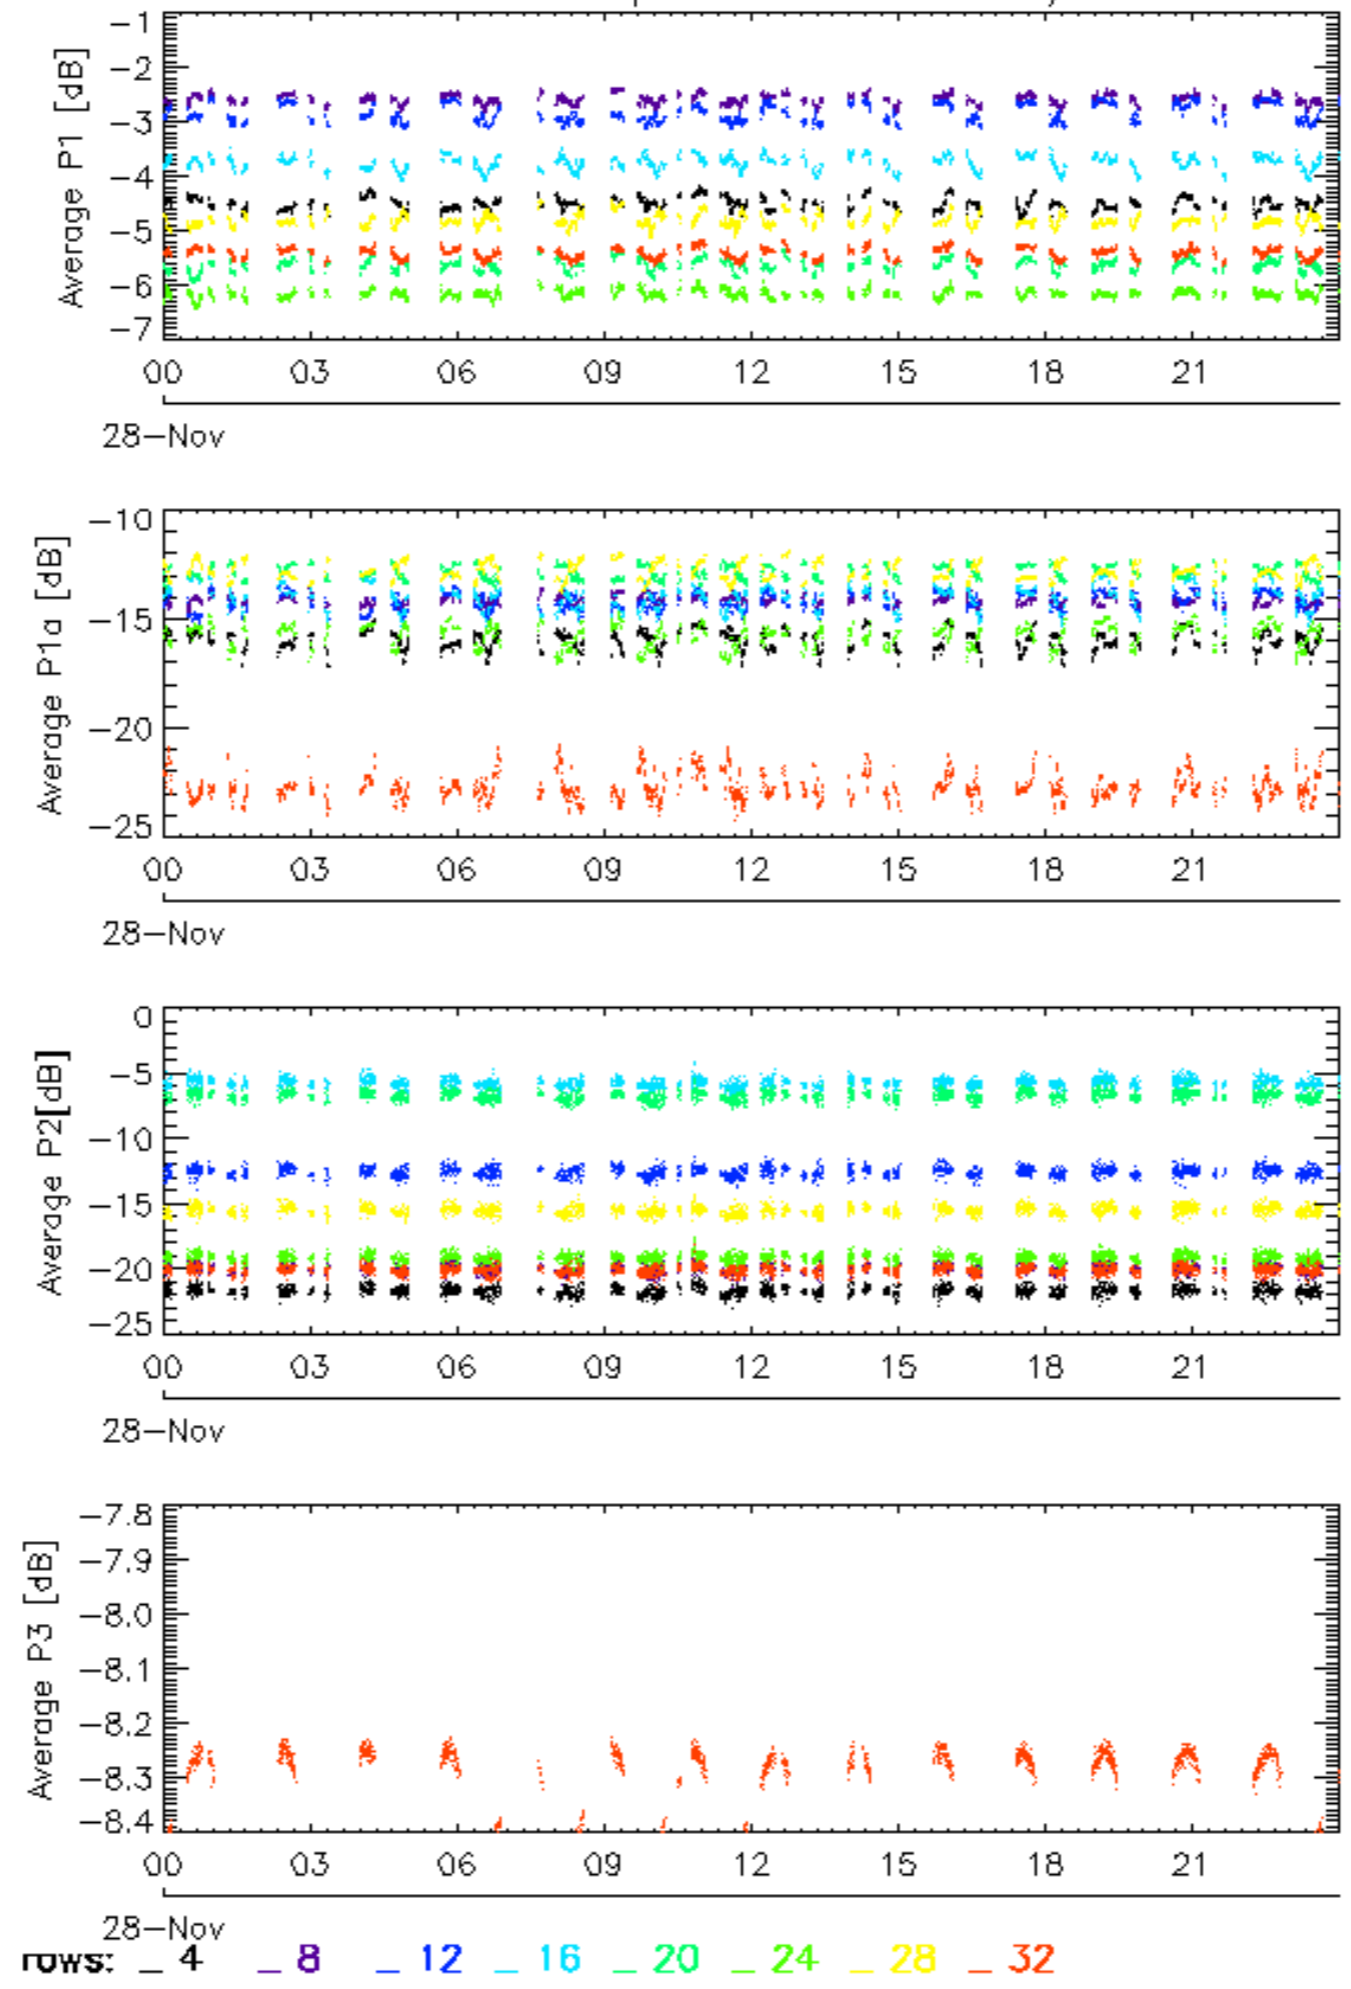 Average P1 [dB]
-1
-2
-3
-4
-5
-6
-7
00 03 06 09 12 15 18 21
28-Nov
Average P1a [dB]
-10
-15
-20
-25
00 03 06 09 12 15 18 21
28-Nov
Average P2[dB]
0
-5
-10
-15
-20
-25
00 03 06 09 12 15 18 21
28-Nov
Average P3 [dB]
-7.8
-7.9
-8.0
-8.1
-8.2
-8.3
-8.4
00 03 06 09 12 15 18 21
28-Nov
rows: _ 4 _ 8 _ 12 _ 16 _ 20 _ 24 _ 28 _ 32